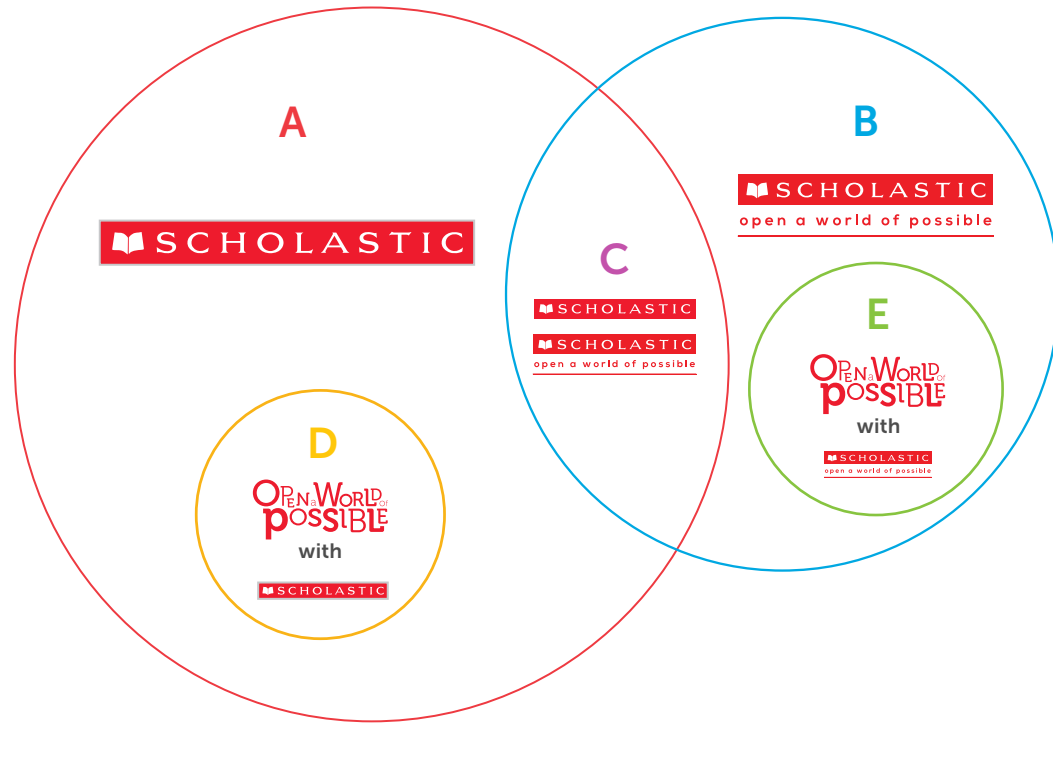 A
SCHOLASTIC
D
OPEN a WORLD of
POSSIBLE
with
SCHOLASTIC
C
SCHOLASTIC
SCHOLASTIC
open a world of possible
B
SCHOLASTIC
open a world of possible
E
OPEN a WORLD of
POSSIBLE
with
SCHOLASTIC
open a world of possible